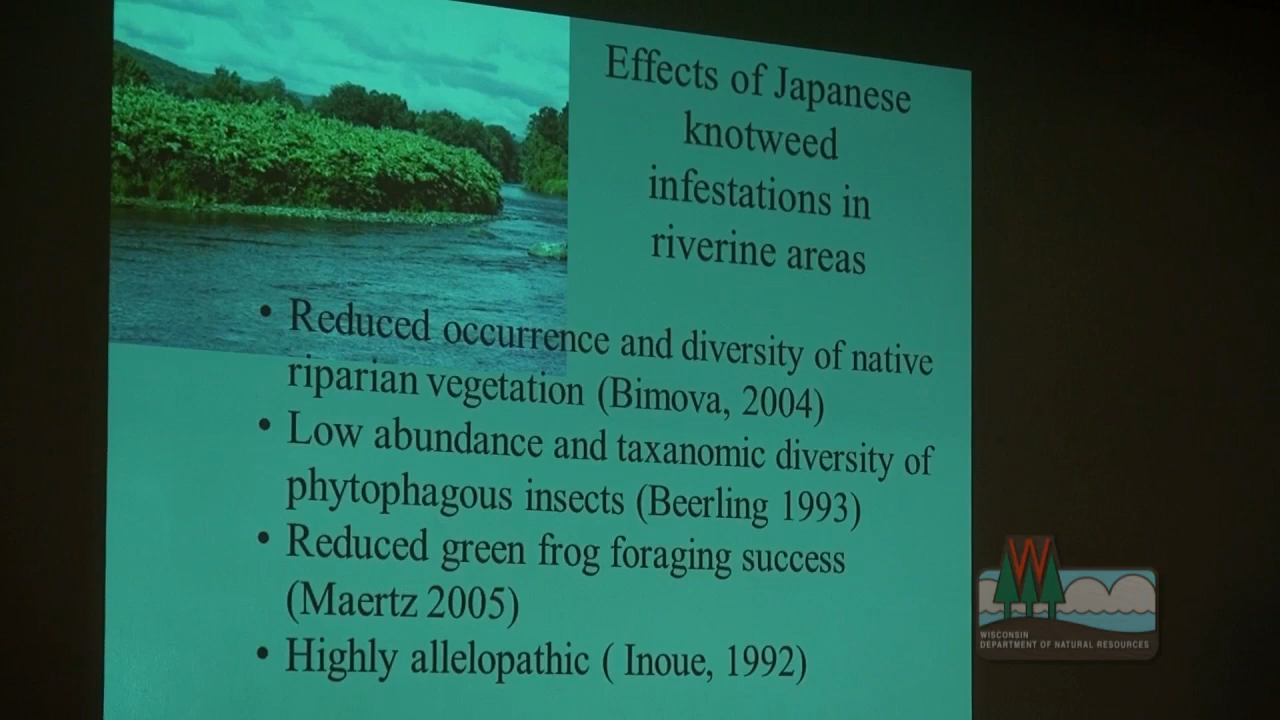 Effects of Japanese
knotweed
infestations in
riverine areas
• Reduced occurrence and diversity of native
riparian vegetation (Bimova, 2004)
• Low abundance and taxanomic diversity of
phytophagous insects (Beerling 1993)
• Reduced green frog foraging success
(Maertz 2005)
• Highly allelopathic ( Inoue, 1992)
W
WISCONSIN
DEPARTMENT OF NATURAL RESOURCES